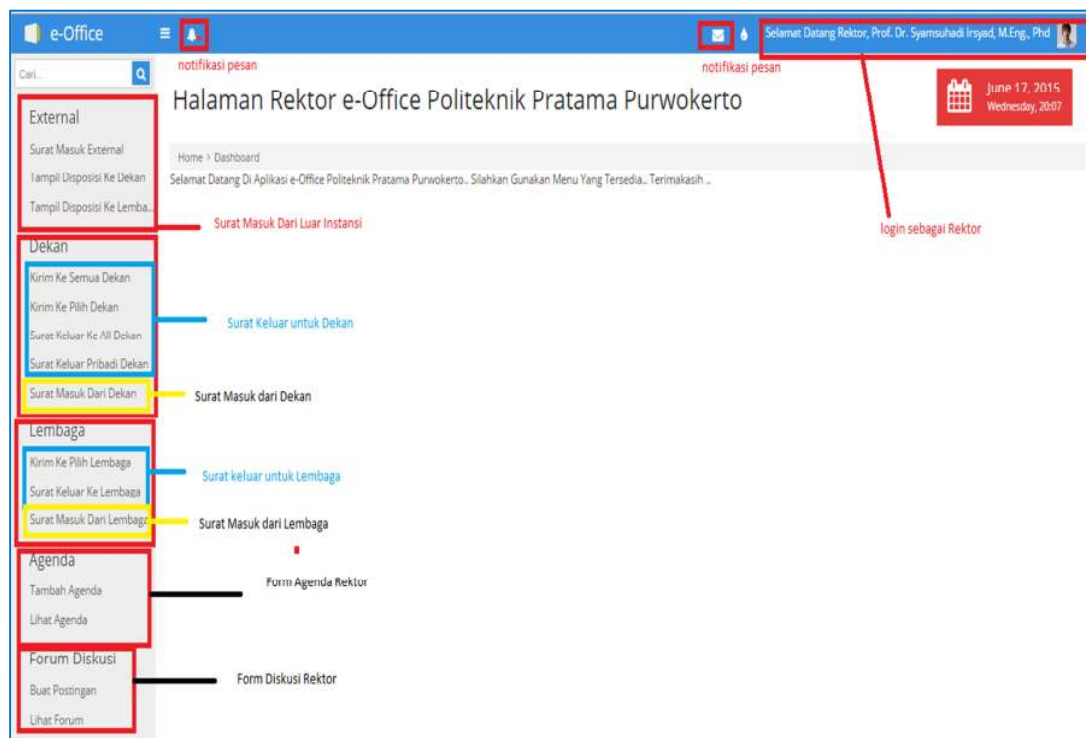 e-Office
Selamat Datang Rektor, Prof. Dr. Syamsuhadi Irsyad, M.Eng., Phd
Cari...
notifikasi pesan
notifikasi pesan
Halaman Rektor e-Office Politeknik Pratama Purwokerto
June 17, 2015
Wednesday, 20:07
Home > Dashboard
Selamat Datang Di Aplikasi e-Office Politeknik Pratama Purwokerto.. Silahkan Gunakan Menu Yang Tersedia.. Terimakasih ..
External
Surat Masuk External
Tampil Disposisi Ke Dekan
Tampil Disposisi Ke Lemba...
Surat Masuk Dari Luar Instansi
login sebagai Rektor
Dekan
Kirim Ke Semua Dekan
Kirim Ke Pilih Dekan
Surat Keluar Ke All Dekan
Surat Keluar Pribadi Dekan
Surat Masuk Dari Dekan
Surat Keluar untuk Dekan
Surat Masuk dari Dekan
Lembaga
Kirim Ke Pilih Lembaga
Surat Keluar Ke Lembaga
Surat Masuk Dari Lembaga
Surat keluar untuk Lembaga
Surat Masuk dari Lembaga
Agenda
Tambah Agenda
Lihat Agenda
Form Agenda Rektor
Forum Diskusi
Buat Postingan
Lihat Forum
Form Diskusi Rektor